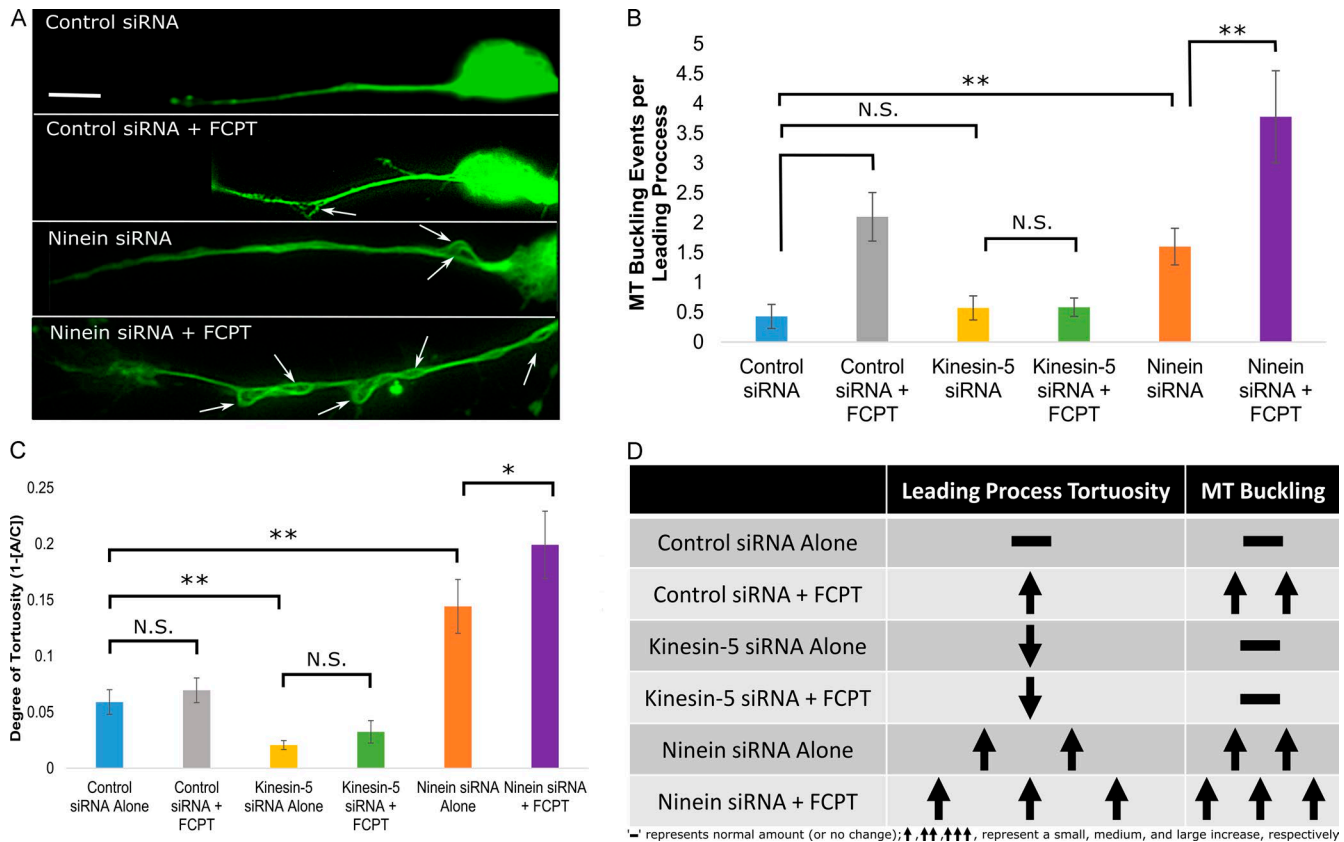 A
Control siRNA
Control siRNA + FCPT
Ninein siRNA
Ninein siRNA + FCPT
B
MT Buckling Events per
Leading Proccess
5
4.5
4
3.5
3
2.5
2
1.5
1
0.5
0
**
**
N.S.
N.S.
Control
siRNA
Control
siRNA +
FCPT
Kinesin-5
siRNA
Kinesin-5
siRNA +
FCPT
Ninein
siRNA
Ninein
siRNA +
FCPT
C
Degree of Tortuosity (1-[A/C])
0.25
0.2
0.15
0.1
0.05
0
*
**
**
N.S.
N.S.
Control
siRNA Alone
Control
siRNA +
FCPT
Kinesin-5
siRNA Alone
Kinesin-5
siRNA +
FCPT
Ninein siRNA
Alone
Ninein siRNA
+ FCPT
D
Leading Process Tortuosity MT Buckling
Control siRNA Alone - -
Control siRNA + FCPT ↑ ↑ ↑
Kinesin-5 siRNA Alone ↓ -
Kinesin-5 siRNA + FCPT ↓ -
Ninein siRNA Alone ↑ ↑ ↑ ↑
Ninein siRNA + FCPT ↑ ↑ ↑ ↑ ↑ ↑
'-' represents normal amount (or no change); ↑, ↑↑, ↑↑↑, represent a small, medium, and large increase, respectively